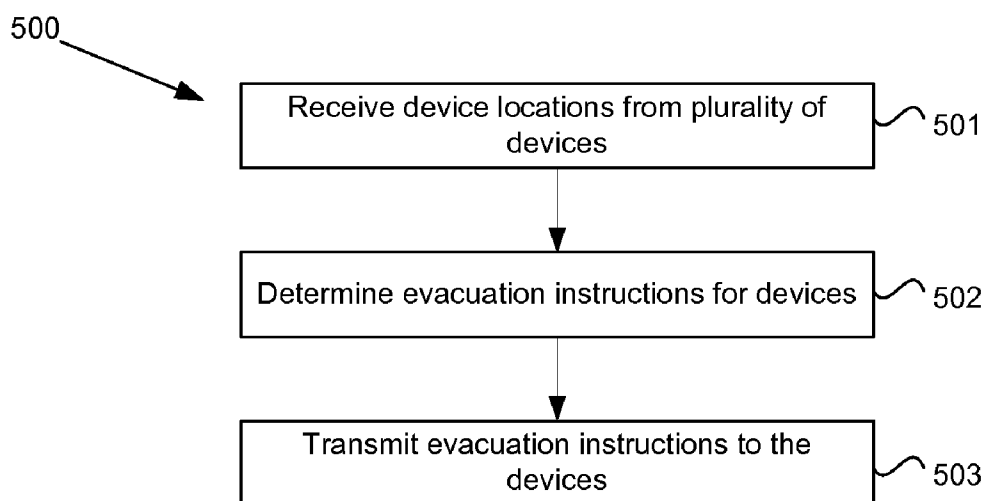 500
Receive device locations from plurality of
devices
501
Determine evacuation instructions for devices
502
Transmit evacuation instructions to the
devices
503